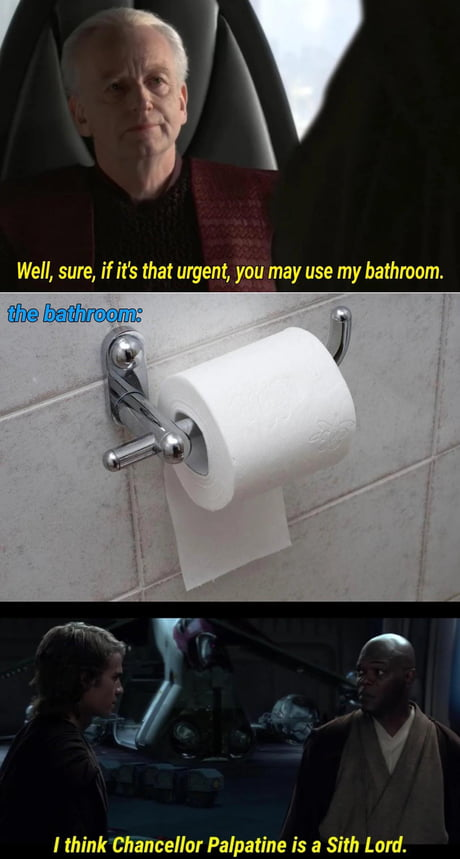 Well, sure, if it's that urgent, you may use my bathroom.
the bathroom:
I think Chancellor Palpatine is a Sith Lord.